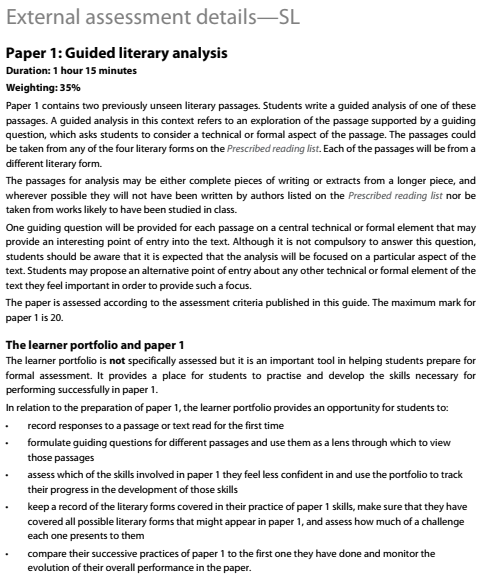 External assessment details—SL
Paper 1: Guided literary analysis
Duration: 1 hour 15 minutes
Weighting: 35%
Paper 1 contains two previously unseen literary passages. Students write a guided analysis of one of these
passages. A guided analysis in this context refers to an exploration of the passage supported by a guiding
question, which asks students to consider a technical or formal aspect of the passage. The passages could
be taken from any of the four literary forms on the Prescribed reading list. Each of the passages will be from a
different literary form.
The passages for analysis may be either complete pieces of writing or extracts from a longer piece, and
wherever possible they will not have been written by authors listed on the Prescribed reading list nor be
taken from works likely to have been studied in class.
One guiding question will be provided for each passage on a central technical or formal element that may
provide an interesting point of entry into the text. Although it is not compulsory to answer this question,
students should be aware that it is expected that the analysis will be focused on a particular aspect of the
text. Students may propose an alternative point of entry about any other technical or formal element of the
text they feel important in order to provide such a focus.
The paper is assessed according to the assessment criteria published in this guide. The maximum mark for
paper 1 is 20.
The learner portfolio and paper 1
The learner portfolio is not specifically assessed but it is an important tool in helping students prepare for
formal assessment. It provides a place for students to practise and develop the skills necessary for
performing successfully in paper 1.
In relation to the preparation of paper 1, the learner portfolio provides an opportunity for students to:
• record responses to a passage or text read for the first time
• formulate guiding questions for different passages and use them as a lens through which to view
those passages
• assess which of the skills involved in paper 1 they feel less confident in and use the portfolio to track
their progress in the development of those skills
• keep a record of the literary forms covered in their practice of paper 1 skills, make sure that they have
covered all possible literary forms that might appear in paper 1, and assess how much of a challenge
each one presents to them
• compare their successive practices of paper 1 to the first one they have done and monitor the
evolution of their overall performance in the paper.